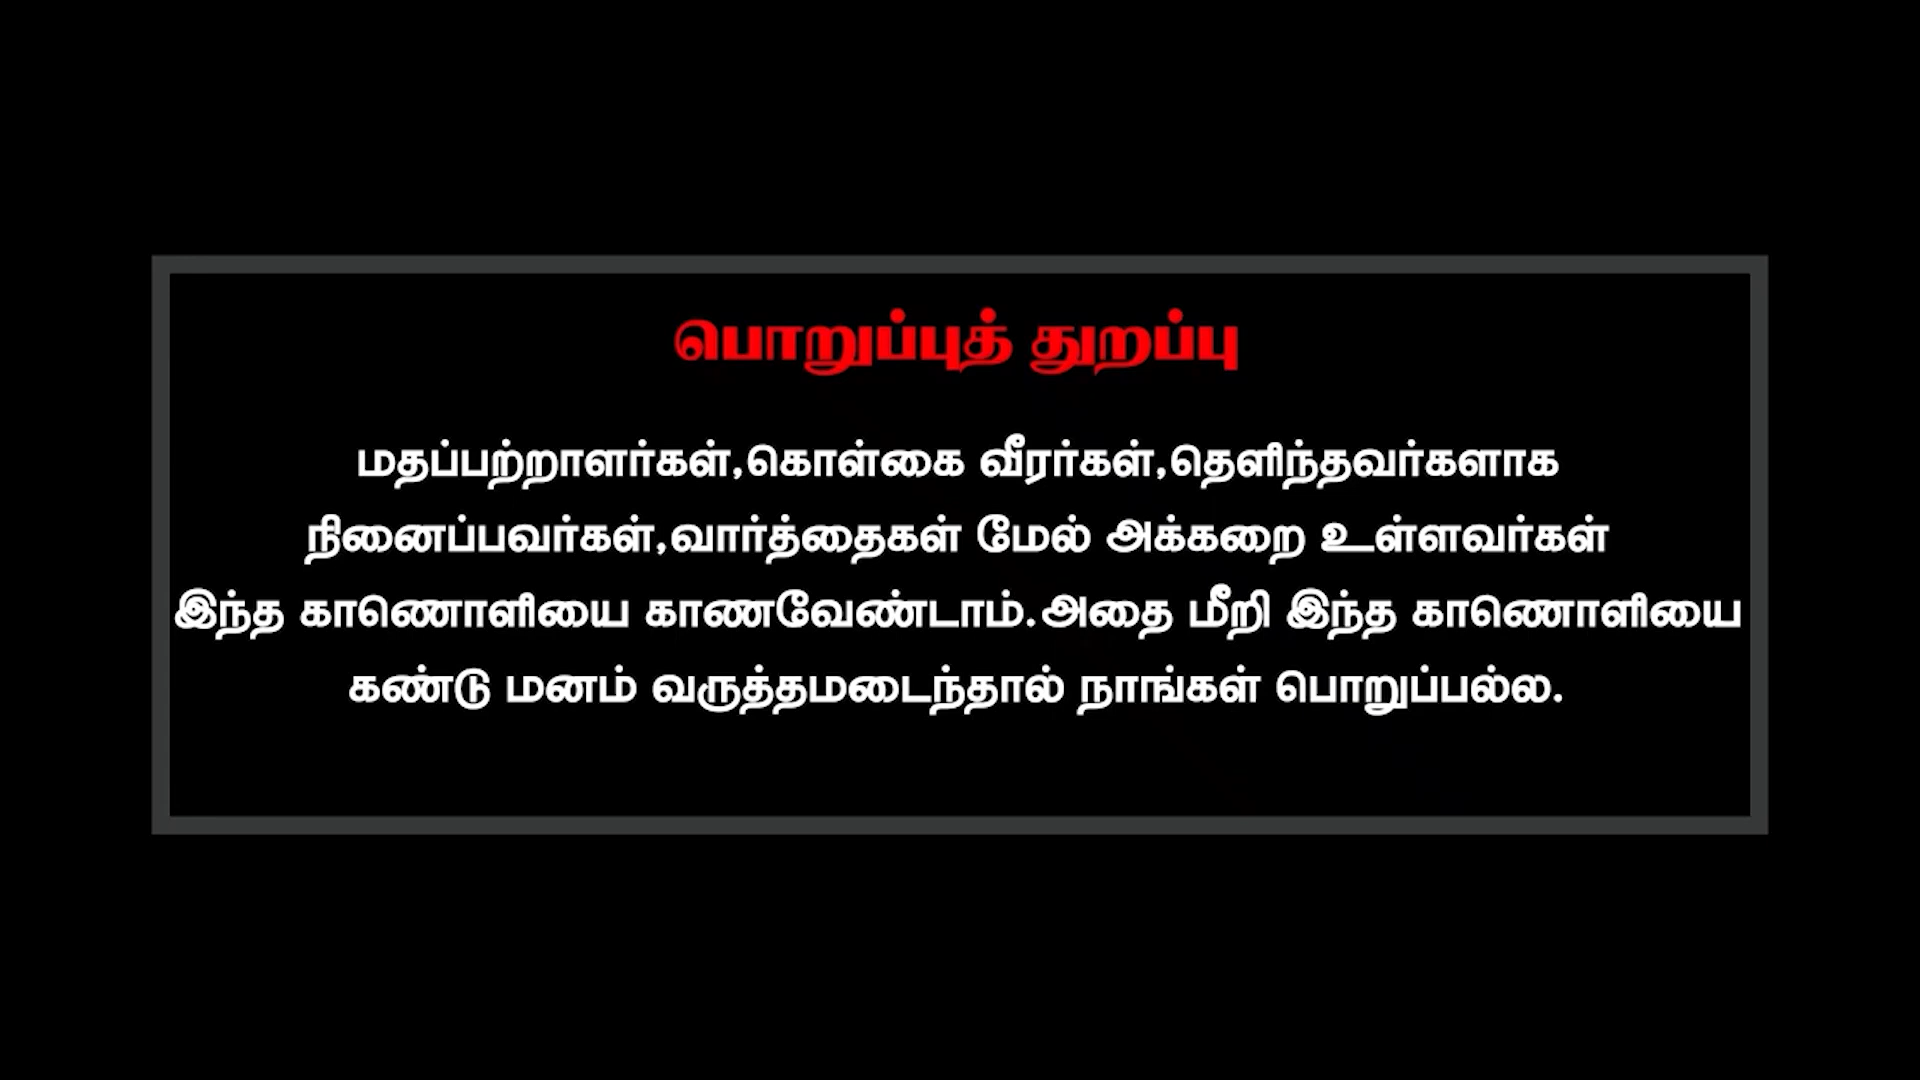 பொறுப்புத் துறப்பு
மதப்பற்றாளர்கள்,கொள்கை வீரர்கள்,தெளிந்தவர்களாக
நினைப்பவர்கள்,வார்த்தைகள் மேல் அக்கறை உள்ளவர்கள்
இந்த காணொளியை காணவேண்டாம்.அதை மீறி இந்த காணொளியை
கண்டு மனம் வருத்தமடைந்தால் நாங்கள் பொறுப்பல்ல.